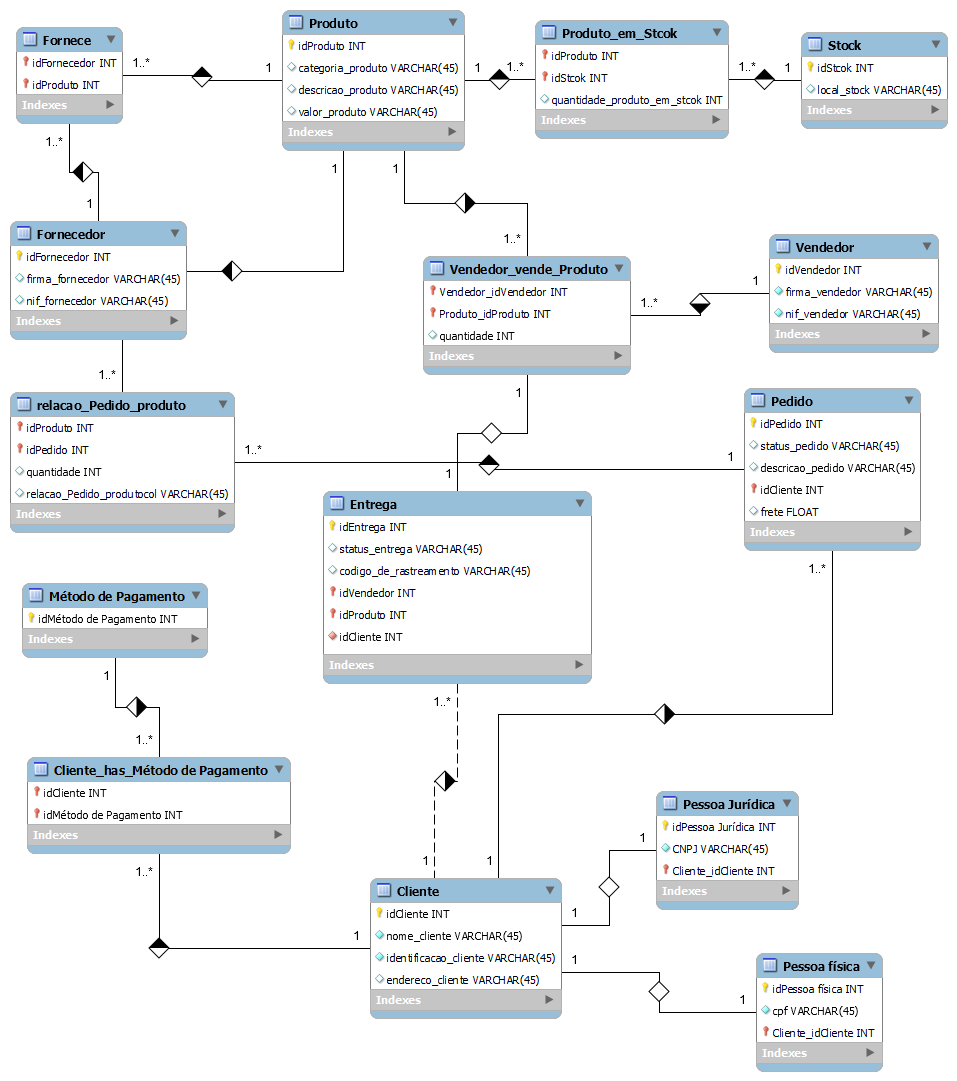 Fornece
idFornecedor INT
idProduto INT
Indexes
1..*
1
Produto
idProduto INT
categoria_produto VARCHAR(45)
descricao_produto VARCHAR(45)
valor_produto VARCHAR(45)
Indexes
1
1..*
Produto_em_Stcok
idProduto INT
idStcok INT
quantidade_produto_em_stcok INT
Indexes
1..*
1
Stock
idStcok INT
local_stock VARCHAR(45)
Indexes
1..*
1
1
1
1..*
Fornecedor
idFornecedor INT
firma_fornecedor VARCHAR(45)
nif_fornecedor VARCHAR(45)
Indexes
Vendedor_vende_Produto
Vendedor_idVendedor INT
Produto_idProduto INT
quantidade INT
Indexes
1..*
1
Vendedor
idVendedor INT
firma_vendedor VARCHAR(45)
nif_vendedor VARCHAR(45)
Indexes
1..*
1
relacao_Pedido_produto
idProduto INT
idPedido INT
quantidade INT
relacao_Pedido_produtocol VARCHAR(45)
Indexes
1..*
1
1
Pedido
idPedido INT
status_pedido VARCHAR(45)
descricao_pedido VARCHAR(45)
idCliente INT
frete FLOAT
Indexes
1..*
Entrega
idEntrega INT
status_entrega VARCHAR(45)
codigo_de_rastreamento VARCHAR(45)
idVendedor INT
idProduto INT
idCliente INT
Indexes
1..*
Método de Pagamento
idMétodo de Pagamento INT
Indexes
1
1..*
Cliente_has_Método de Pagamento
idCliente INT
idMétodo de Pagamento INT
Indexes
1..*
1
1
1
Cliente
idCliente INT
nome_cliente VARCHAR(45)
identificacao_cliente VARCHAR(45)
endereco_cliente VARCHAR(45)
Indexes
1
1
Pessoa Jurídica
idPessoa Jurídica INT
CNPJ VARCHAR(45)
Cliente_idCliente INT
Indexes
1
1
Pessoa física
idPessoa física INT
cpf VARCHAR(45)
Cliente_idCliente INT
Indexes